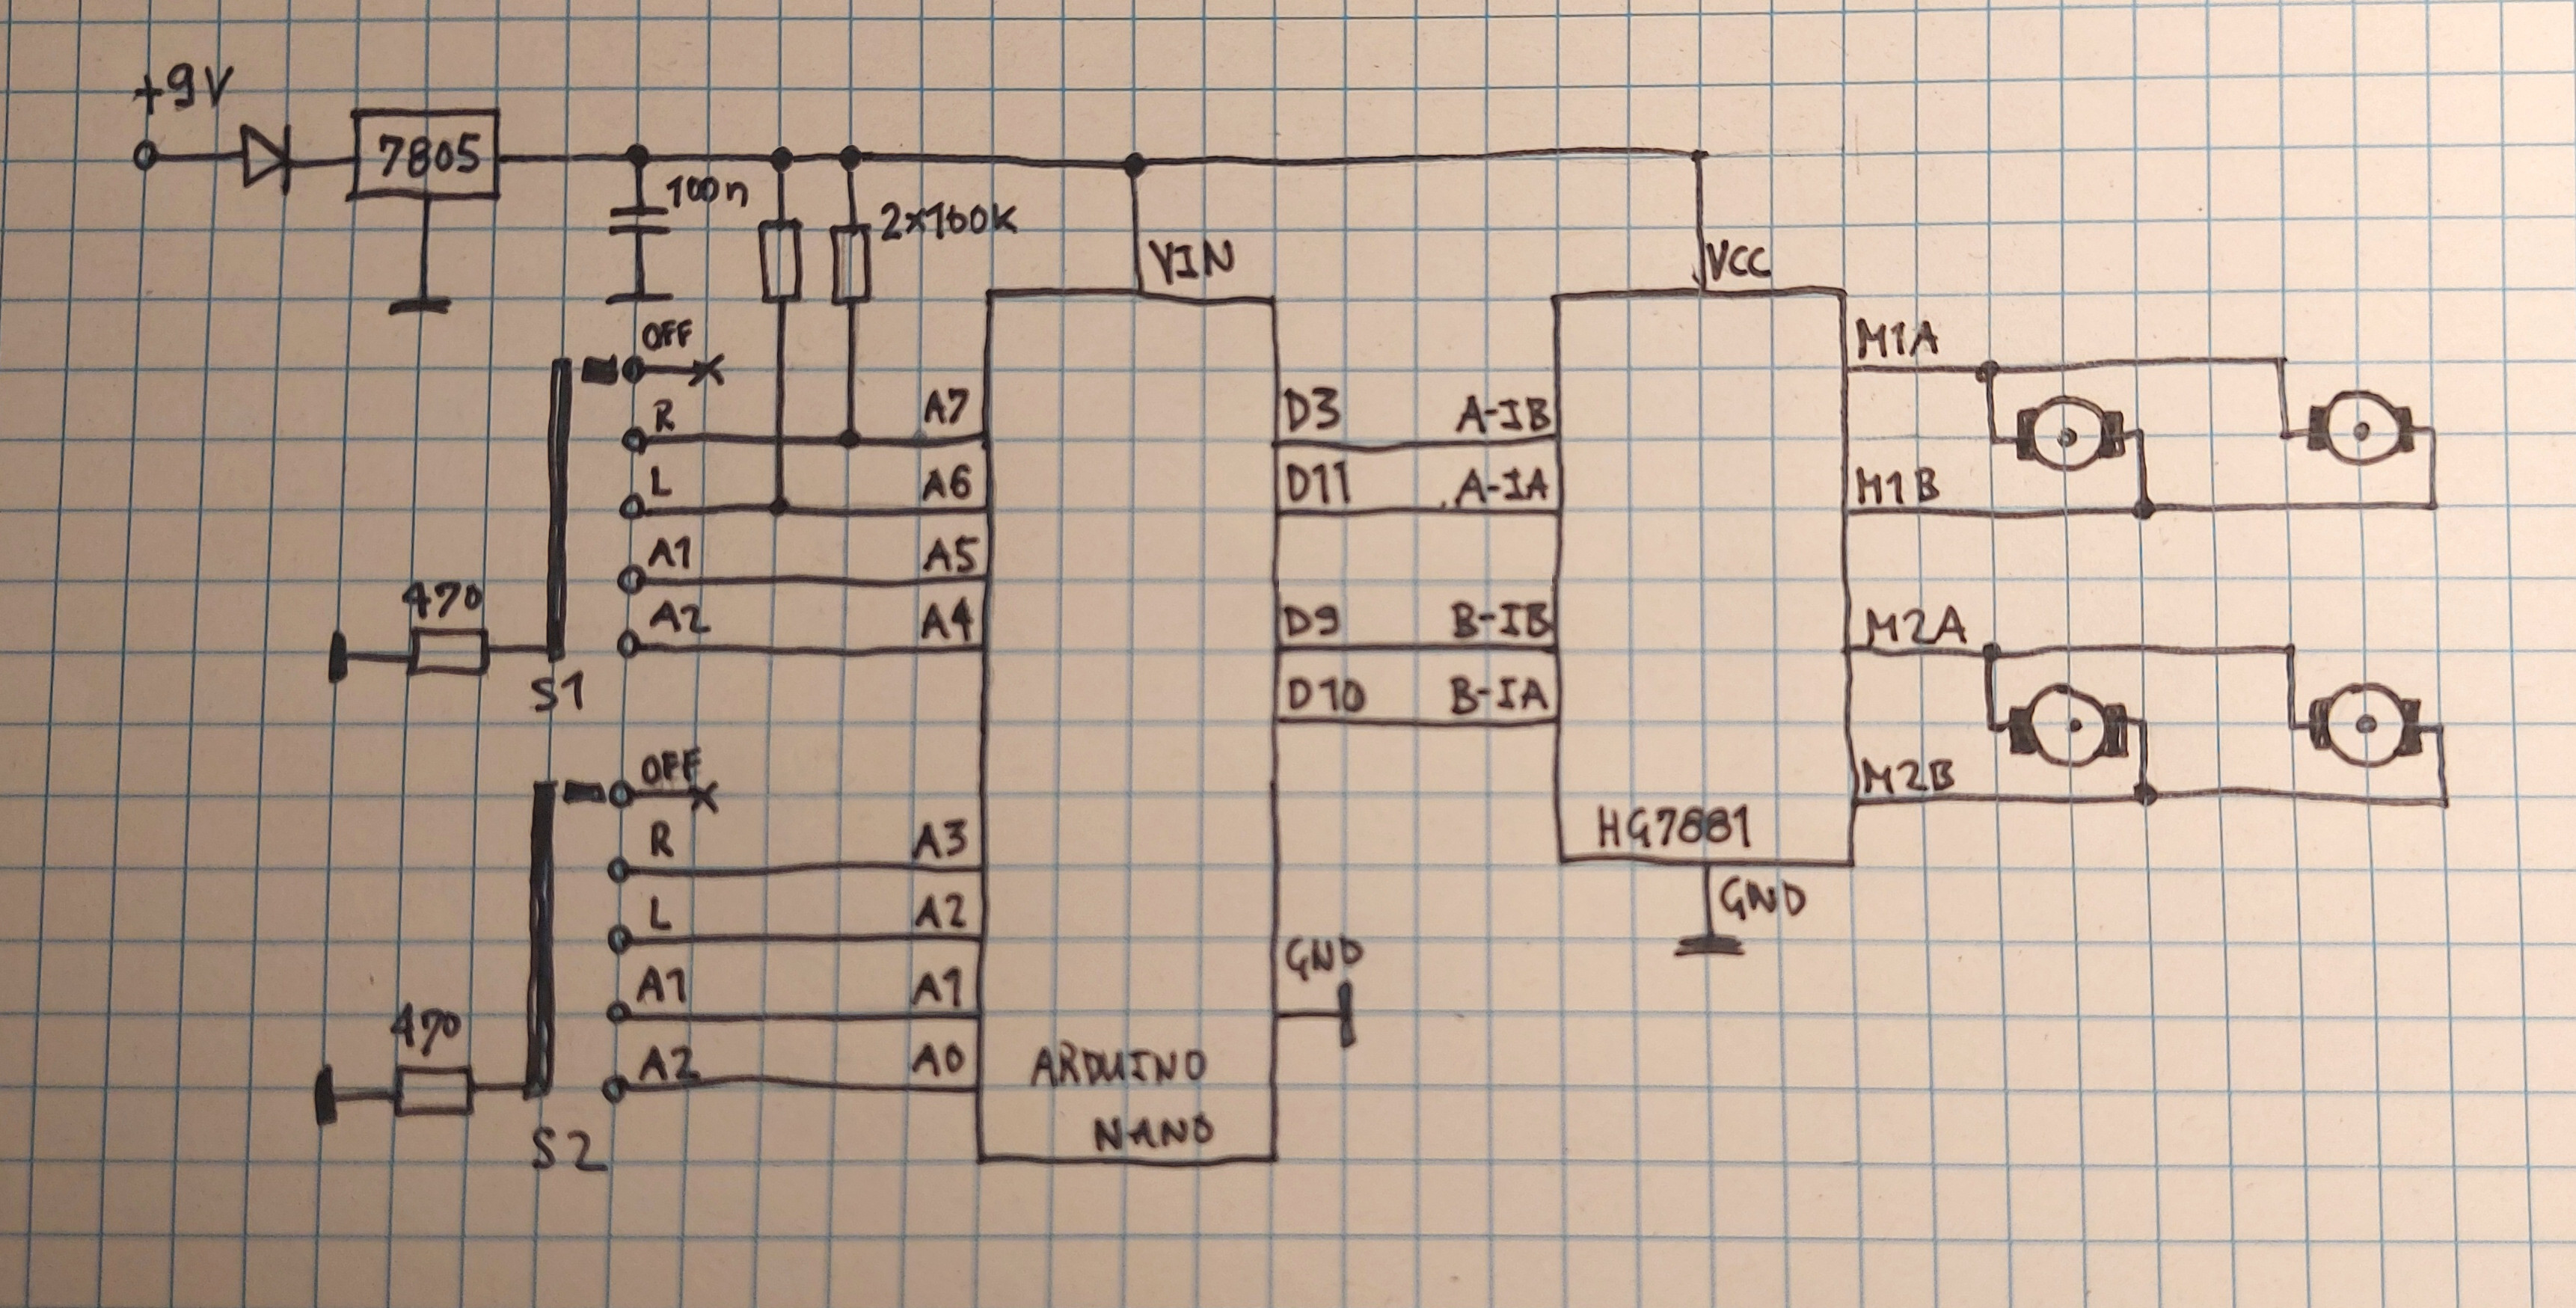 +9V
7805
100n
2x100K
VIN
VCC
OFF
R
A7
L
A6
A1
A5
A2
A4
470
S1
D3
A-IB
D11
A-IA
D9
B-IB
D10
B-IA
M1A
M1B
M2A
M2B
HG7881
GND
OFF
R
A3
L
A2
A1
A1
A2
A0
470
S2
GND
ARDUINO
NANO